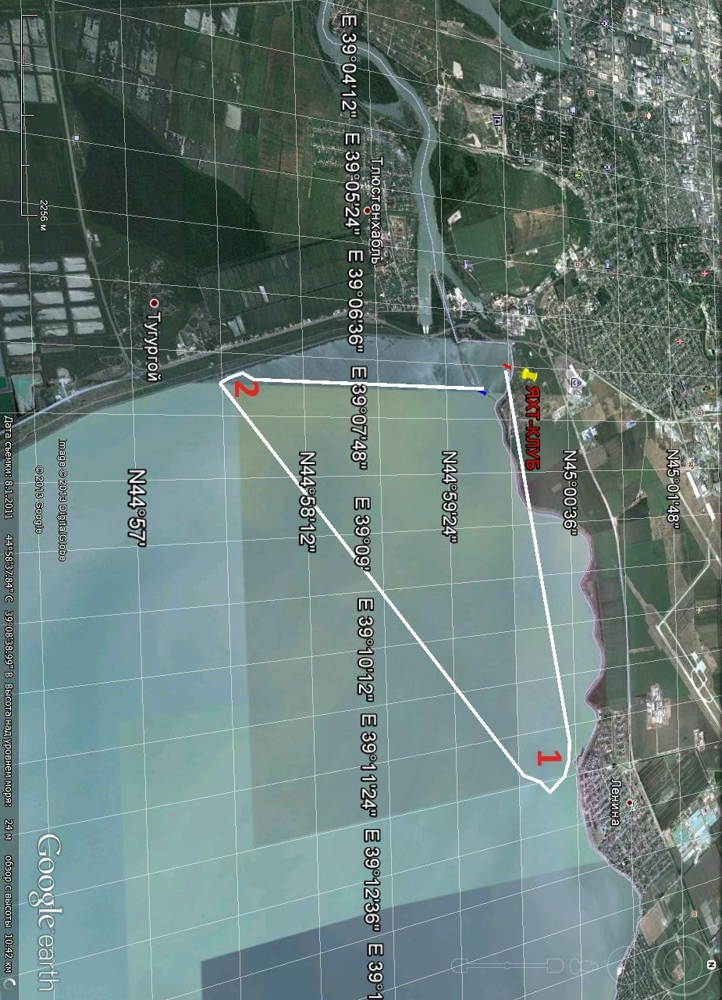 E 39°04'12"
E 39°05'24"
E 39°06'36"
E 39°07'48"
E 39°09'
E 39°10'12"
E 39°11'24"
E 39°12'36"
E 39°1
N45°01'48"
N45°00'36"
N44°59'24"
N44°58'12"
N44°57'
ЯХТ-КЛУБ
Тлюстенхабль
Тугургой
Ленина
1
2
N
2256 м
Image © 2013 DigitalGlobe
© 2013 Google
Google earth
Дата съемки: 8.1.2011 44°58'37.84" С 39°08'38.99" В Высота над уровнем моря: 24 м обзор с высоты 10.42 км